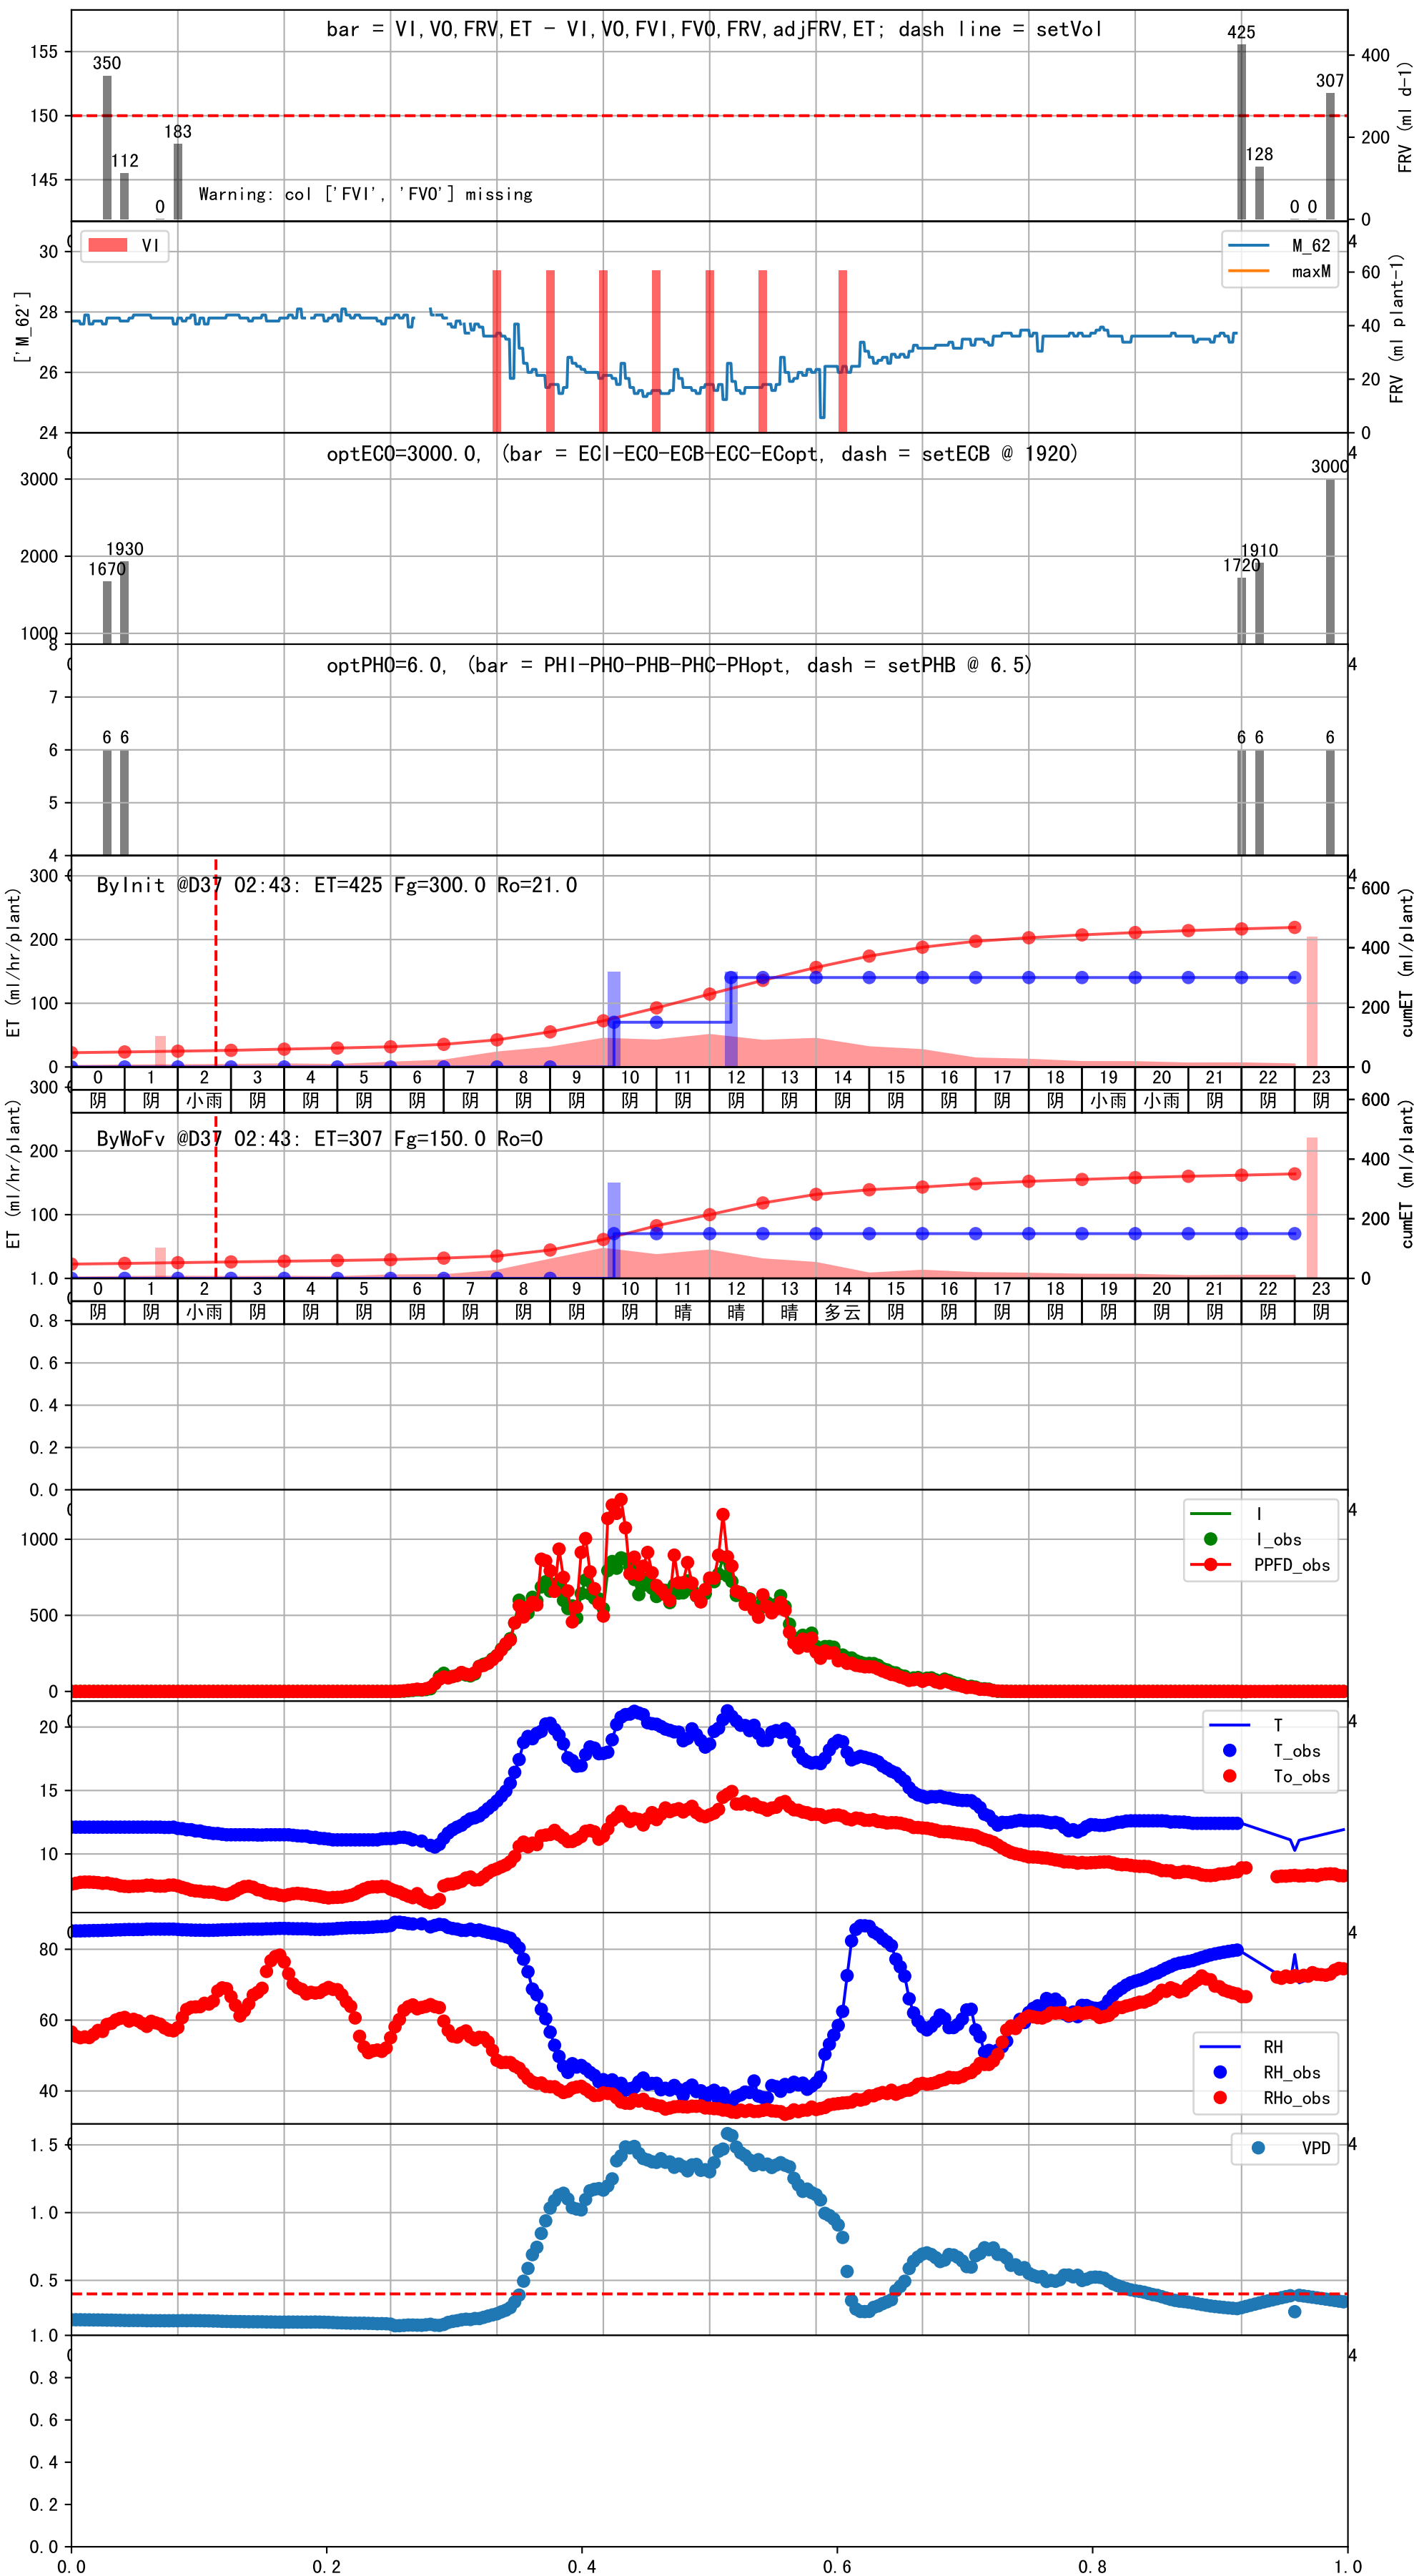 bar = VI,VO,FRV,ET - VI,VO,FVI,FVO,FRV,adjFRV,ET; dash line = setVol
155
150
145
350
112
0
183
425
128
0
0
307
Warning: col ['FVI', 'FVO'] missing
400
200
0
FRV (ml d-1)
4
VI
M_62
maxM
30
28
26
24
['M_62']
60
40
20
0
FRV (ml plant-1)
4
optECO=3000.0, (bar = ECI-ECO-ECB-ECC-ECopt, dash = setECB @ 1920)
3000
2000
1000
1670
1930
1720
1910
3000
4
optPHO=6.0, (bar = PHI-PHO-PHB-PHC-PHopt, dash = setPHB @ 6.5)
8
7
6
5
4
6
6
6
6
6
4
ByInit @D37 02:43: ET=425 Fg=300.0 Ro=21.0
300
200
100
0
ET (ml/hr/plant)
600
400
200
0
cumET (ml/plant)
0 1 2 3 4 5 6 7 8 9 10 11 12 13 14 15 16 17 18 19 20 21 22 23
阴 阴 小雨 阴 阴 阴 阴 阴 阴 阴 阴 阴 阴 阴 阴 阴 阴 阴 阴 小雨 小雨 阴 阴 阴
ByWoFv @D37 02:43: ET=307 Fg=150.0 Ro=0
300
200
100
ET (ml/hr/plant)
600
400
200
0
cumET (ml/plant)
0 1 2 3 4 5 6 7 8 9 10 11 12 13 14 15 16 17 18 19 20 21 22 23
阴 阴 小雨 阴 阴 阴 阴 阴 阴 阴 阴 晴 晴 晴 多云 阴 阴 阴 阴 阴 阴 阴 阴 阴
1.0
0.8
0.6
0.4
0.2
0.0
4
I
I_obs
PPFD_obs
1000
500
0
4
T
T_obs
To_obs
20
15
10
4
RH
RH_obs
RHo_obs
80
60
40
4
VPD
1.5
1.0
0.5
4
1.0
0.8
0.6
0.4
0.2
0.0
0.0 0.2 0.4 0.6 0.8 1.0